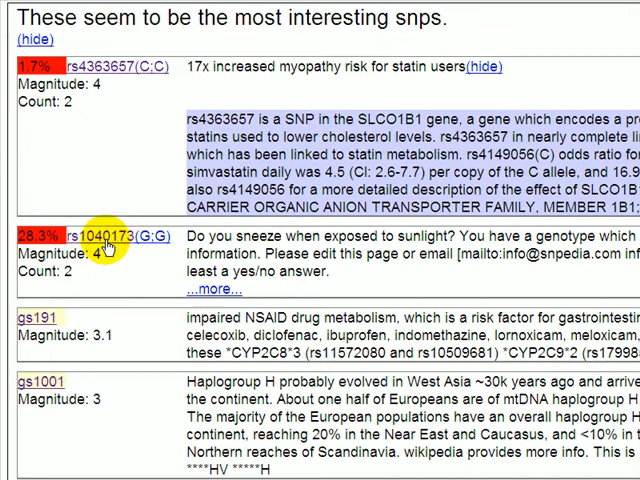 These seem to be the most interesting snps.
(hide)
1.7% rs4363657(C;C)
Magnitude: 4
Count: 2
17x increased myopathy risk for statin users(hide)
rs4363657 is a SNP in the SLCO1B1 gene, a gene which encodes a
statins used to lower cholesterol levels. rs4363657 in nearly complete
which has been linked to statin metabolism. rs4149056(C) odds ratio
simvastatin daily was 4.5 (CI: 2.6-7.7) per copy of the C allele, and 16.9
also rs4149056 for a more detailed description of the effect of
CARRIER ORGANIC ANION TRANSPORTER FAMILY, MEMBER 1B1;
28.3% rs1040173(G;G)
Magnitude: 4
Count: 2
Do you sneeze when exposed to sunlight? You have a genotype which
information. Please edit this page or email [mailto:info@snpedia.com
least a yes/no answer.
...more...
gs191
Magnitude: 3.1
impaired NSAID drug metabolism, which is a risk factor for
celecoxib, diclofenac, ibuprofen, indomethazine, lornoxicam, meloxicam,
these *CYP2C8*3 (rs11572080 and rs10509681) *CYP2C9*2
gs1001
Magnitude: 3
Haplogroup H probably evolved in West Asia ~30k years ago and
the continent. About one half of Europeans are of mtDNA haplogroup
The majority of the European populations have an overall haplogroup
continent, reaching 20% in the Near East and Caucasus, and <10% in
Northern reaches of Scandinavia. wikipedia provides more info. This is
****HV *****H